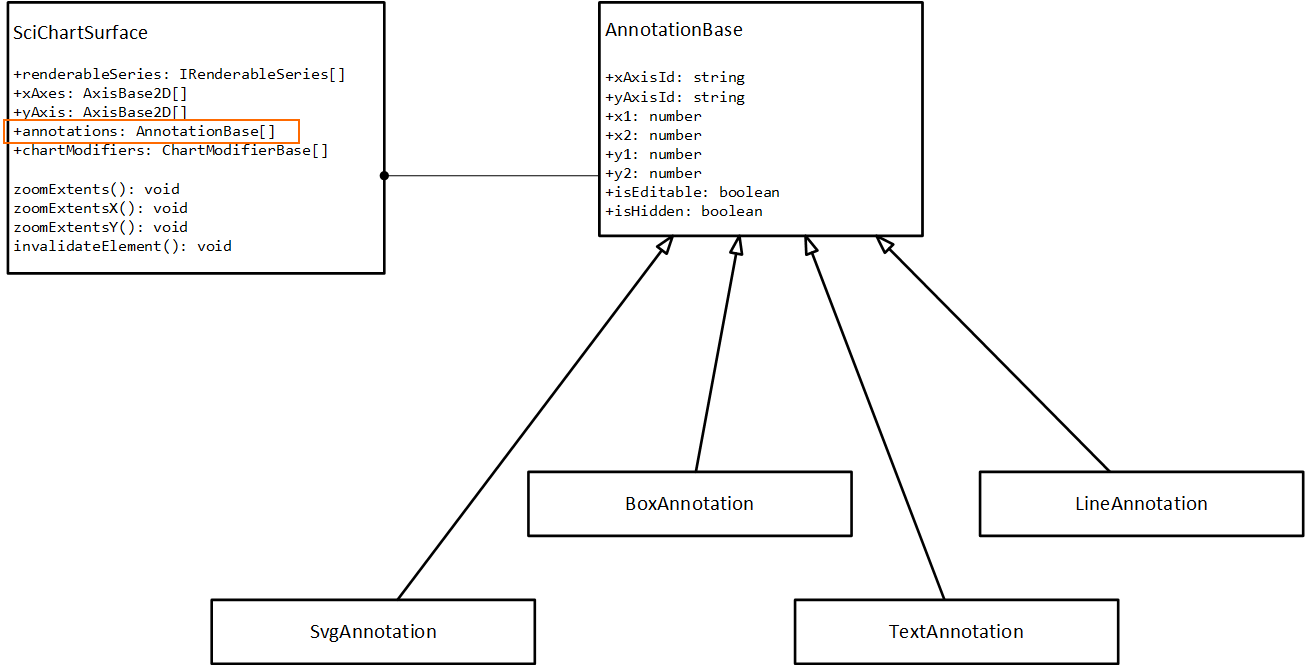 SciChartSurface
+renderableSeries: IRenderableSeries[]
+xAxes: AxisBase2D[]
+yAxis: AxisBase2D[]
+annotations: AnnotationBase[]
+chartModifiers: ChartModifierBase[]
zoomExtents(): void
zoomExtentsX(): void
zoomExtentsY(): void
invalidateElement(): void
AnnotationBase
+xAxisId: string
+yAxisId: string
+x1: number
+x2: number
+y1: number
+y2: number
+isEditable: boolean
+isHidden: boolean
BoxAnnotation
LineAnnotation
SvgAnnotation
TextAnnotation